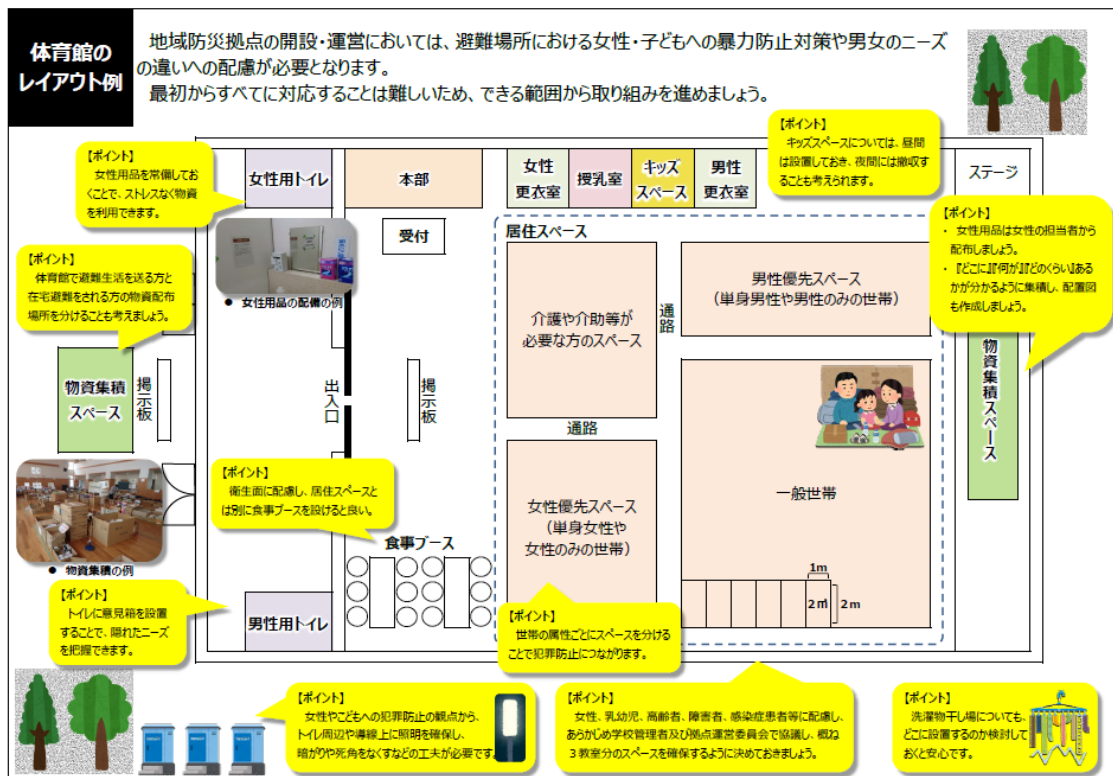 体育館の
レイアウト例
地域防災拠点の開設・運営においては、避難場所における女性・子どもへの暴力防止対策や男女のニーズ
の違いへの配慮が必要となります。
最初からすべてに対応することは難しいため、できる範囲から取り組みを進めましょう。
【ポイント】
女性用品を常備してお
くことで、ストレスなく物資
を利用できます。
女性用トイレ
本部
女性
更衣室
授乳室
キッズ
スペース
男性
更衣室
【ポイント】
キッズスペースについては、昼間
は設置しておき、夜間には撤収す
ることも考えられます。
ステージ
受付
● 女性用品の配備の例
【ポイント】
体育館で避難生活を送る方と
在宅避難をされる方の物資配布
場所を分けることも考えましょう。
居住スペース
介護や介助等が
必要な方のスペース
通路
男性優先スペース
(単身男性や男性のみの世帯)
【ポイント】
・ 女性用品は女性の担当者から
配布しましょう。
・ 『どこに』『何が』『どのくらい』ある
かが分かるように集積し、配置図
も作成しましょう。
物資集積
スペース
掲示板
出入口
掲示板
物資集積スペース
通路
● 物資集積の例
【ポイント】
衛生面に配慮し、居住スペースと
は別に食事ブースを設けると良い。
食事ブース
女性優先スペース
(単身女性や
女性のみの世帯)
一般世帯
1m
2㎡
2m
【ポイント】
トイレに意見箱を設置
することで、隠れたニーズ
を把握できます。
男性用トイレ
【ポイント】
世帯の属性ごとにスペースを分ける
ことで犯罪防止につながります。
【ポイント】
女性やこどもへの犯罪防止の観点から、
トイレ周辺や導線上に照明を確保し、
暗がりや死角をなくすなどの工夫が必要です。
【ポイント】
女性、乳幼児、高齢者、障害者、感染症患者等に配慮し、
あらかじめ学校管理者及び拠点運営委員会で協議し、概ね
3教室分のスペースを確保するように決めておきましょう。
【ポイント】
洗濯物干し場についても、
どこに設置するのか検討して
おくと安心です。